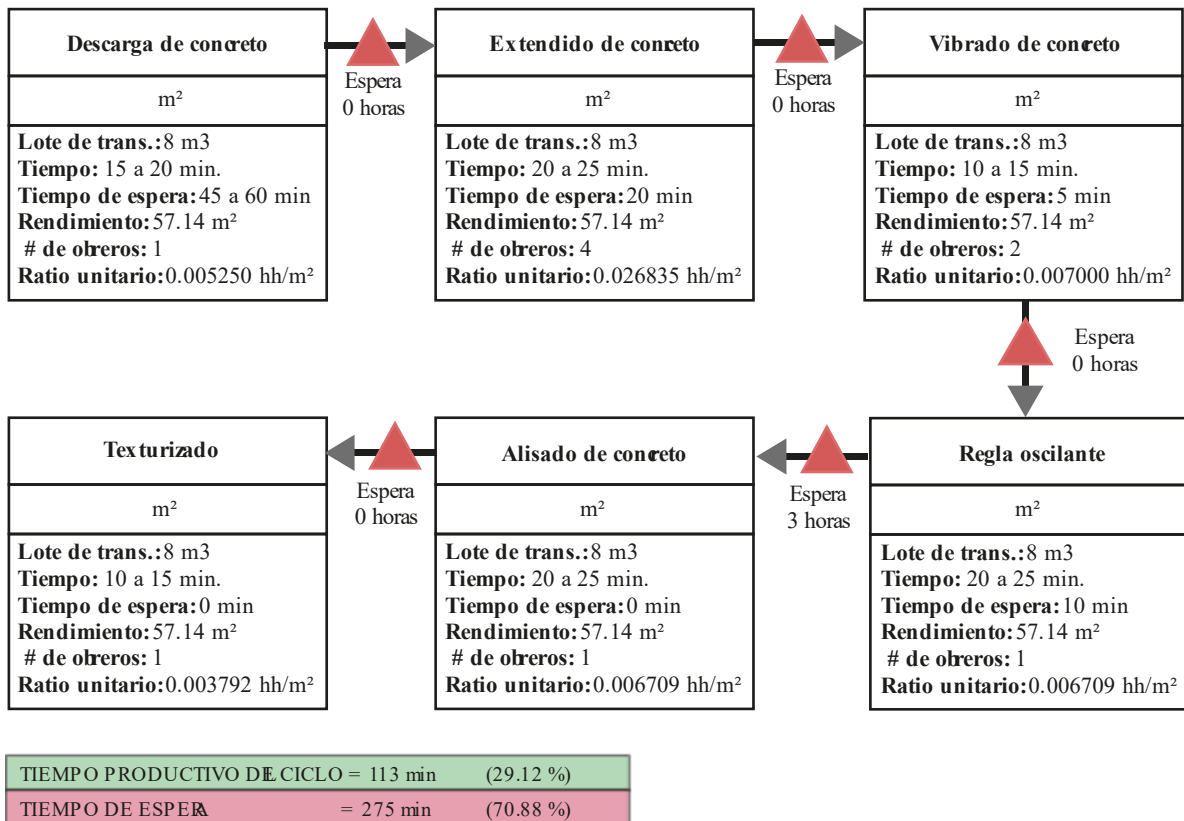 Descarga de concreto
m²
Lote de trans.:8 m3
Tiempo: 15 a 20 min.
Tiempo de espera:45 a 60 min
Rendimiento:57.14 m²
# de obreros: 1
Ratio unitario:0.005250 hh/m²
Espera
0 horas
Extendido de concreto
m²
Lote de trans.:8 m3
Tiempo: 20 a 25 min.
Tiempo de espera:20 min
Rendimiento:57.14 m²
# de obreros: 4
Ratio unitario:0.026835 hh/m²
Espera
0 horas
Vibrado de concreto
m²
Lote de trans.:8 m3
Tiempo: 10 a 15 min.
Tiempo de espera:5 min
Rendimiento:57.14 m²
# de obreros: 2
Ratio unitario:0.007000 hh/m²
Espera
0 horas
Regla oscilante
m²
Lote de trans.:8 m3
Tiempo: 20 a 25 min.
Tiempo de espera:10 min
Rendimiento:57.14 m²
# de obreros: 1
Ratio unitario:0.006709 hh/m²
Espera
3 horas
Alisado de concreto
m²
Lote de trans.:8 m3
Tiempo: 20 a 25 min.
Tiempo de espera:0 min
Rendimiento:57.14 m²
# de obreros: 1
Ratio unitario:0.006709 hh/m²
Espera
0 horas
Texturizado
m²
Lote de trans.:8 m3
Tiempo: 10 a 15 min.
Tiempo de espera:0 min
Rendimiento:57.14 m²
# de obreros: 1
Ratio unitario:0.003792 hh/m²
TIEMPO PRODUCTIVO DEL CICLO = 113 min (29.12 %)
TIEMPO DE ESPERA = 275 min (70.88 %)